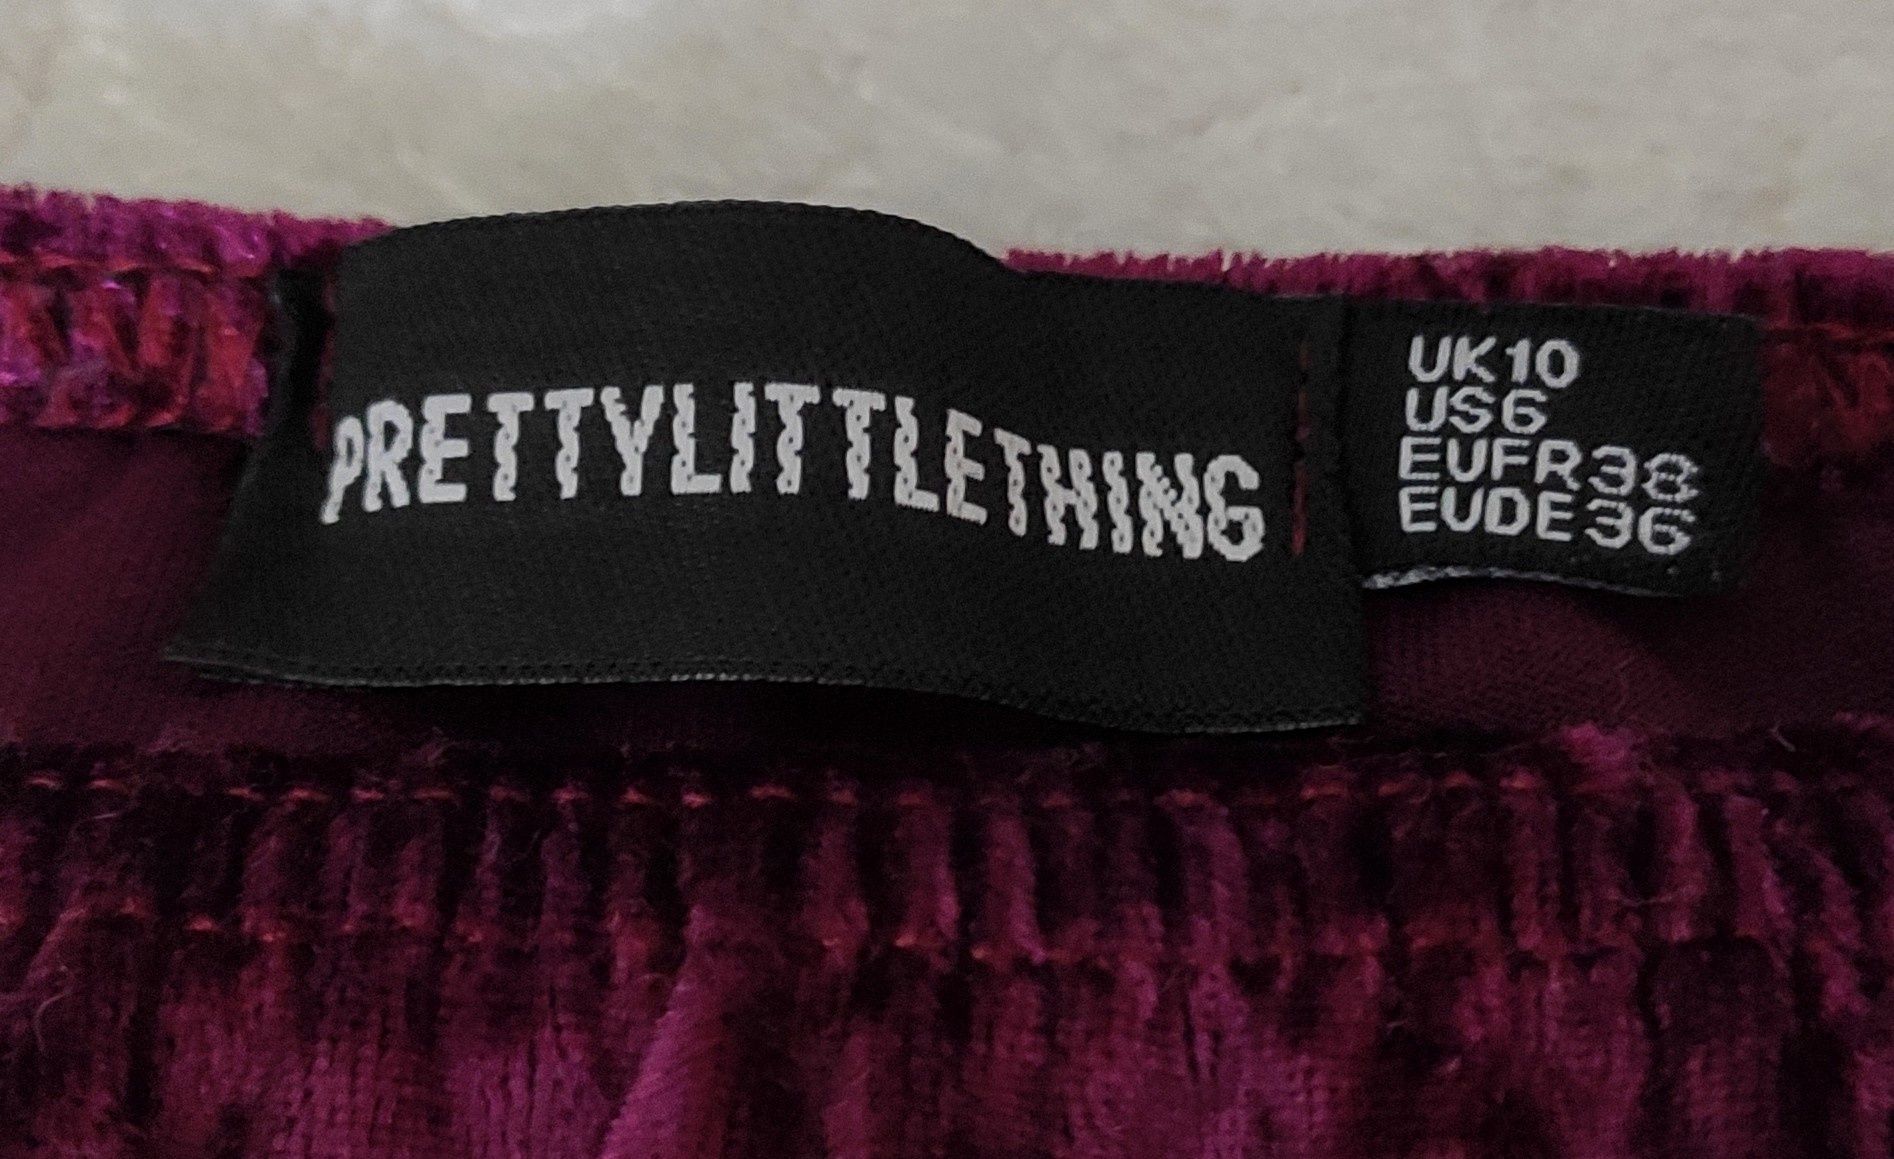 PRETTYLITTLETHING
UK10
US6
EUFR38
EUDE36